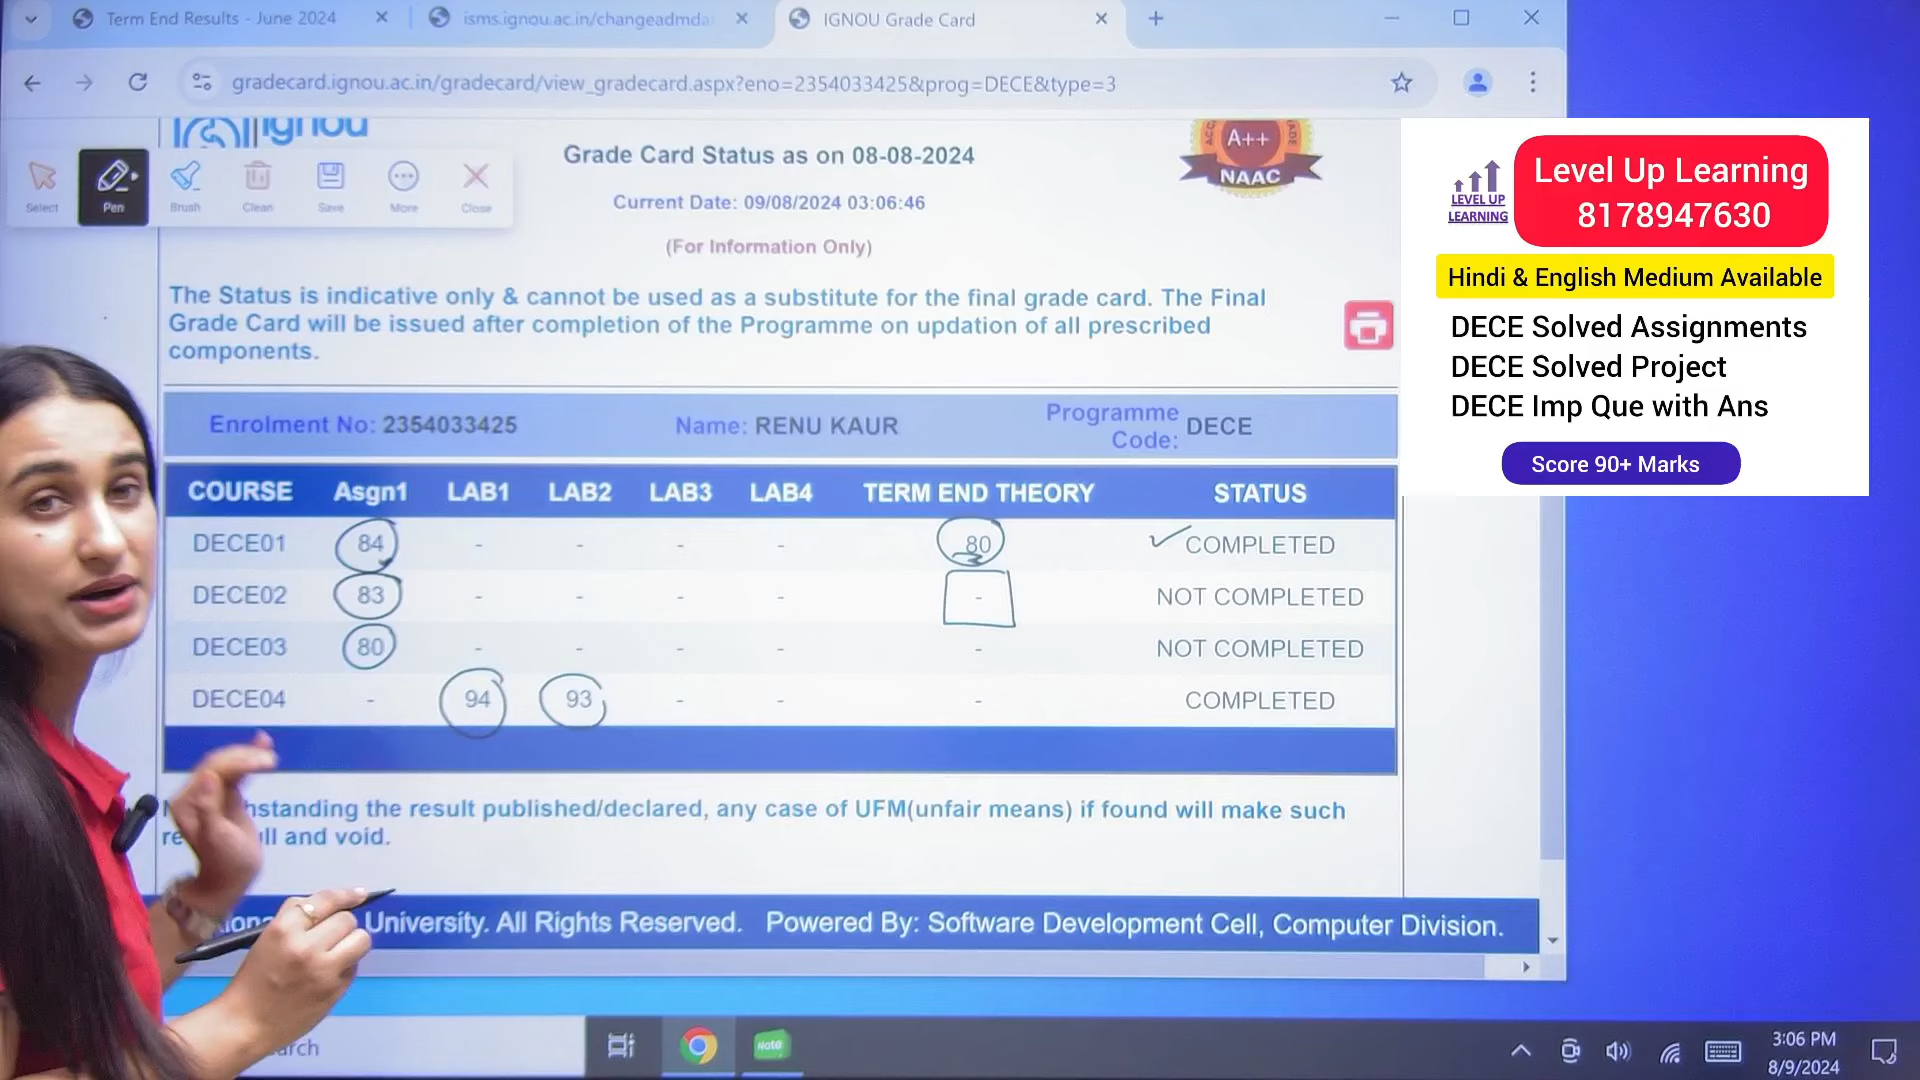 Term End Results - June 2024
isms.ignou.ac.in/changeadmda
IGNOU Grade Card
gradecard.ignou.ac.in/gradecard/view_gradecard.aspx?eno=2354033425&prog=DECE&type=3
ignou
Select
Pen
Brush
Clean
Save
More
Close
Grade Card Status as on 08-08-2024
Current Date: 09/08/2024 03:06:46
(For Information Only)
A++
NAAC
The Status is indicative only & cannot be used as a substitute for the final grade card. The Final
Grade Card will be issued after completion of the Programme on updation of all prescribed
components.
LEVEL UP
LEARNING
Level Up Learning
8178947630
Hindi & English Medium Available
DECE Solved Assignments
DECE Solved Project
DECE Imp Que with Ans
Score 90+ Marks
Enrolment No: 2354033425 Name: RENU KAUR Programme Code: DECE
COURSE Asgn1 LAB1 LAB2 LAB3 LAB4 TERM END THEORY STATUS
DECE01 84 - - - - 80 COMPLETED
DECE02 83 - - - - - NOT COMPLETED
DECE03 80 - - - - - NOT COMPLETED
DECE04 - 94 93 - - - COMPLETED
hstanding the result published/declared, any case of UFM(unfair means) if found will make such
re ll and void.
University. All Rights Reserved. Powered By: Software Development Cell, Computer Division.
Note
3:06 PM
8/9/2024